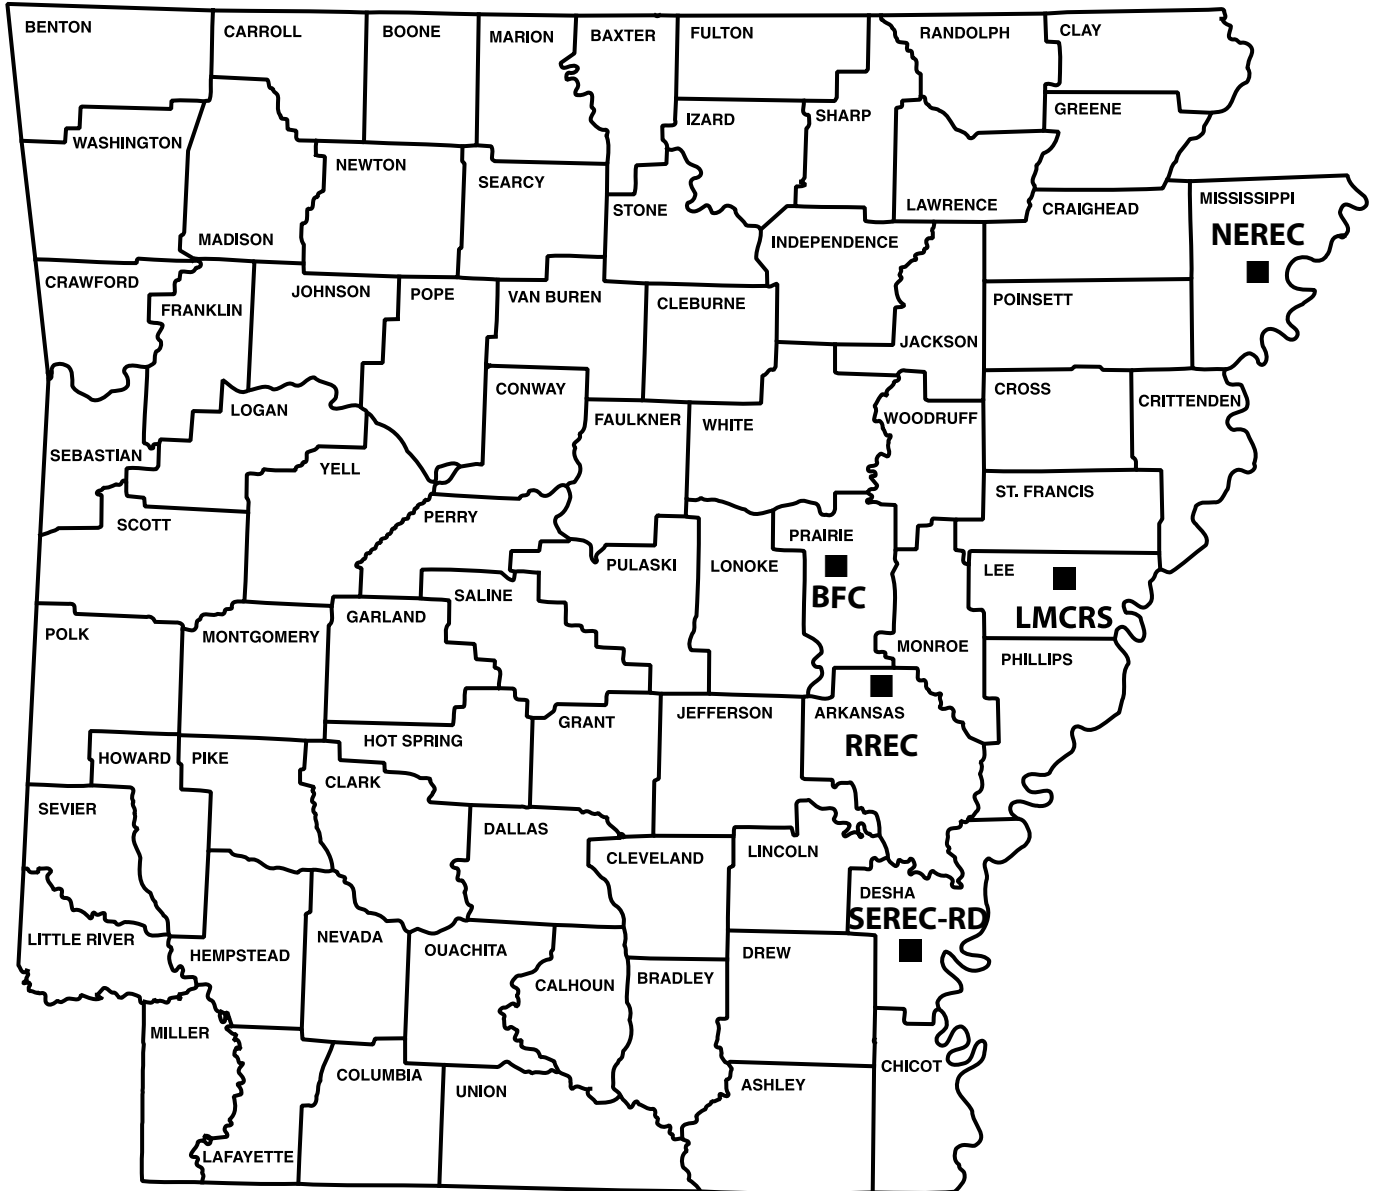 BENTON
CARROLL
BOONE
MARION
BAXTER
FULTON
RANDOLPH
CLAY
WASHINGTON
NEWTON
SEARCY
IZARD
SHARP
GREENE
MADISON
STONE
LAWRENCE
CRAIGHEAD
MISSISSIPPI
NEREC
INDEPENDENCE
CRAWFORD
FRANKLIN
JOHNSON
POPE
VAN BUREN
CLEBURNE
JACKSON
POINSETT
LOGAN
CONWAY
FAULKNER
WHITE
WOODRUFF
CROSS
CRITTENDEN
SEBASTIAN
YELL
ST. FRANCIS
SCOTT
PERRY
PULASKI
LONOKE
PRAIRIE
BFC
LEE
LMCRS
SALINE
GARLAND
POLK
MONTGOMERY
MONROE
PHILLIPS
HOT SPRING
GRANT
JEFFERSON
ARKANSAS
RREC
HOWARD
PIKE
CLARK
SEVIER
DALLAS
CLEVELAND
LINCOLN
DESHA
SEREC-RD
LITTLE RIVER
HEMPSTEAD
NEVADA
OUACHITA
CALHOUN
BRADLEY
DREW
MILLER
COLUMBIA
UNION
ASHLEY
CHICOT
LAFAYETTE